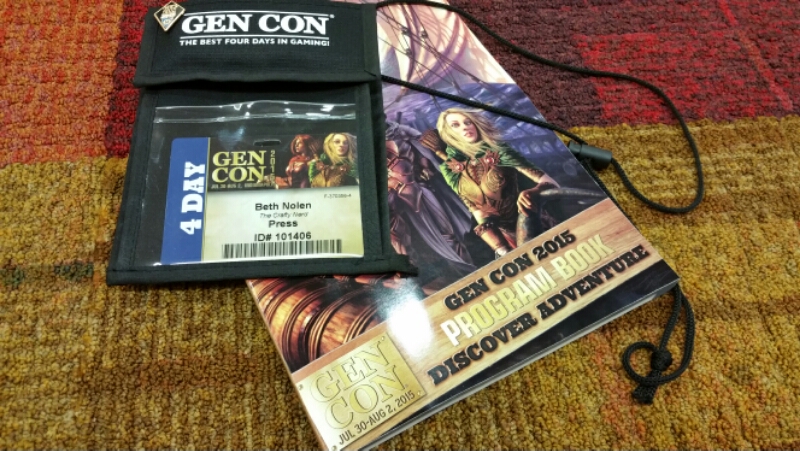 GEN CON
THE BEST FOUR DAYS IN GAMING!
4 DAY
GEN
CON
Beth Nolen
The Crafty Nerd
Press
ID# 101406
GEN CON 2015
PROGRAM BOOK
DISCOVER ADVENTURE
GEN
CON
JUL 30-AUG 2, 2015